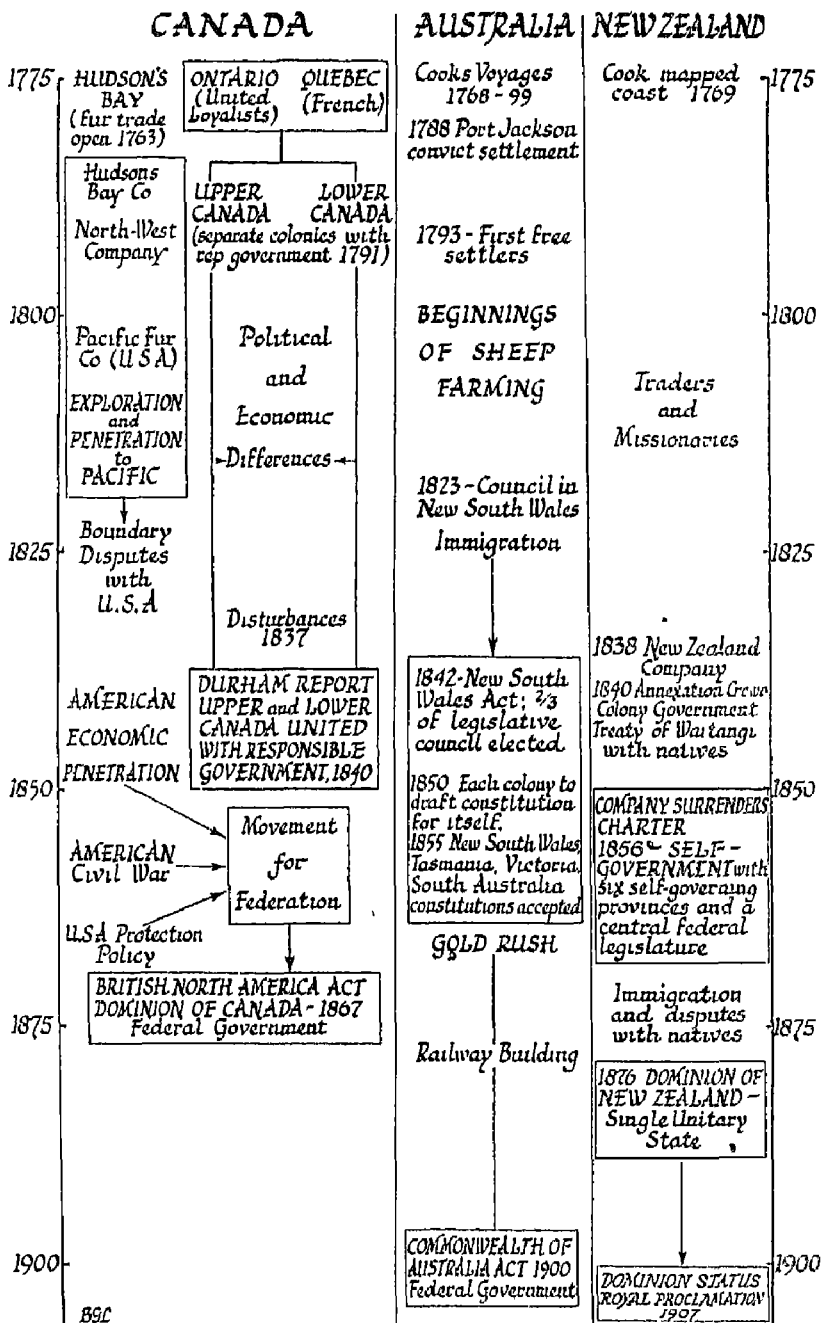 CANADA
1775
HUDSON'S
BAY
(fur trade
open 1763)
ONTARIO
(United
Loyalists)
QUEBEC
(French)
Hudsons
Bay Co
North-West
Company
UPPER
CANADA
LOWER
CANADA
(separate colonies with
rep government 1791)
1800
Pacific Fur
Co (U S A)
EXPLORATION
and
PENETRATION
to
PACIFIC
Political
and
Economic
Differences
1825
Boundary
Disputes
with
U.S.A
Disturbances
1837
DURHAM REPORT
UPPER and LOWER
CANADA UNITED
WITH RESPONSIBLE
GOVERNMENT, 1840
AMERICAN
ECONOMIC
PENETRATION
1850
Movement
for
Federation
AMERICAN
Civil War
U.S.A Protection
Policy
BRITISH NORTH AMERICA ACT
DOMINION OF CANADA - 1867
Federal Government
1875
1900
BGL
AUSTRALIA
Cooks Voyages
1768 - 99
1788 Port Jackson
convict settlement
1793 - First free
settlers
BEGINNINGS
OF SHEEP
FARMING
1823 - Council in
New South Wales
Immigration
1842-New South
Wales Act; 2/3
of legislative
council elected
1850 Each colony to
draft constitution
for itself.
1855 New South Wales,
Tasmania, Victoria,
South Australia
constitutions accepted
GOLD RUSH
Railway Building
COMMONWEALTH OF
AUSTRALIA ACT 1900
Federal Government
NEW ZEALAND
Cook mapped
coast 1769
1775
1800
Traders
and
Missionaries
1825
1838 New Zealand
Company
1840 Annexation Crown
Colony Government
Treaty of Waitangi
with natives
1850
COMPANY SURRENDERS
CHARTER
1856 SELF-
GOVERNMENT with
six self-governing
provinces and a
central Federal
legislature
Immigration
and disputes
with natives
1875
1876 DOMINION OF
NEW ZEALAND -
Single Unitary
State
1900
DOMINION STATUS
ROYAL PROCLAMATION
1907